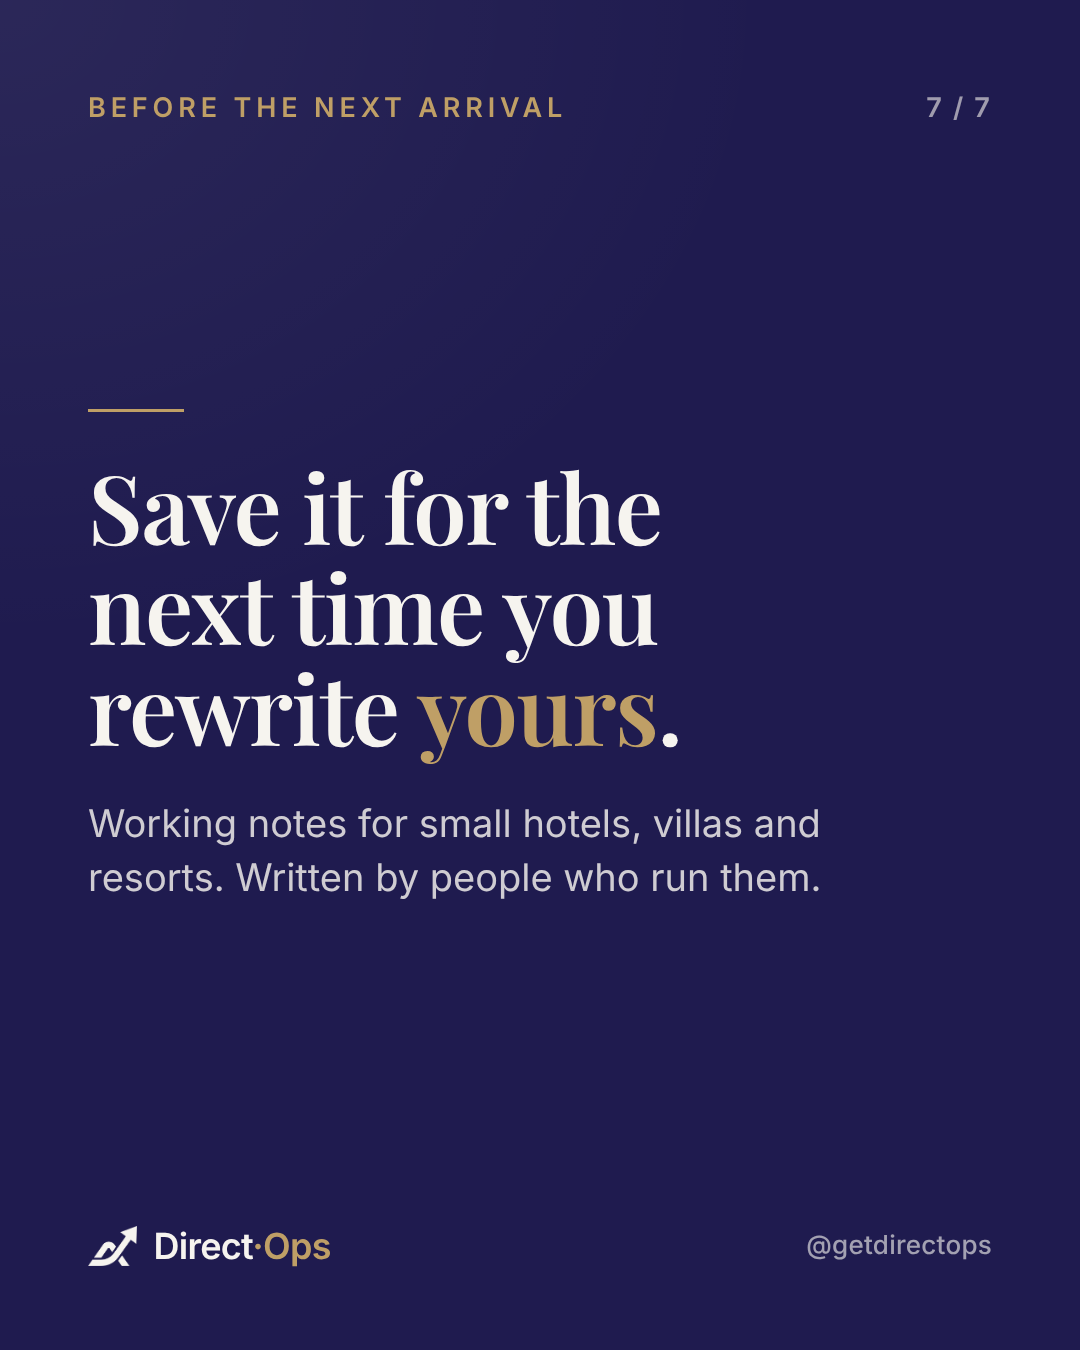 BEFORE THE NEXT ARRIVAL
7 / 7
Save it for the
next time you
rewrite yours.
Working notes for small hotels, villas and
resorts. Written by people who run them.
Direct·Ops
@getdirectops